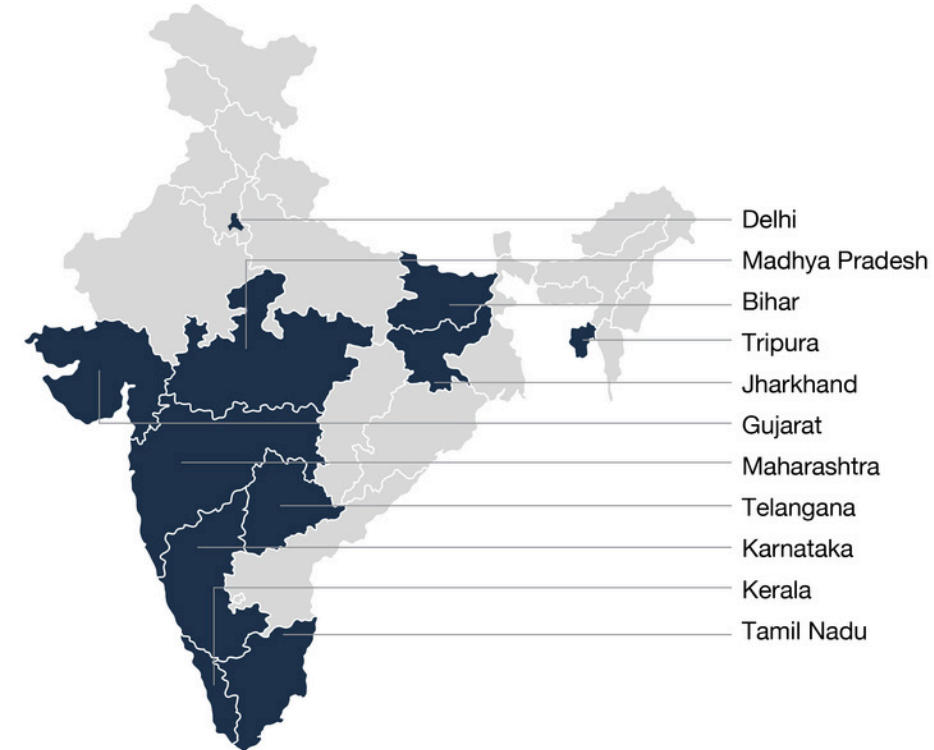 Delhi
Madhya Pradesh
Bihar
Tripura
Jharkhand
Gujarat
Maharashtra
Telangana
Karnataka
Kerala
Tamil Nadu